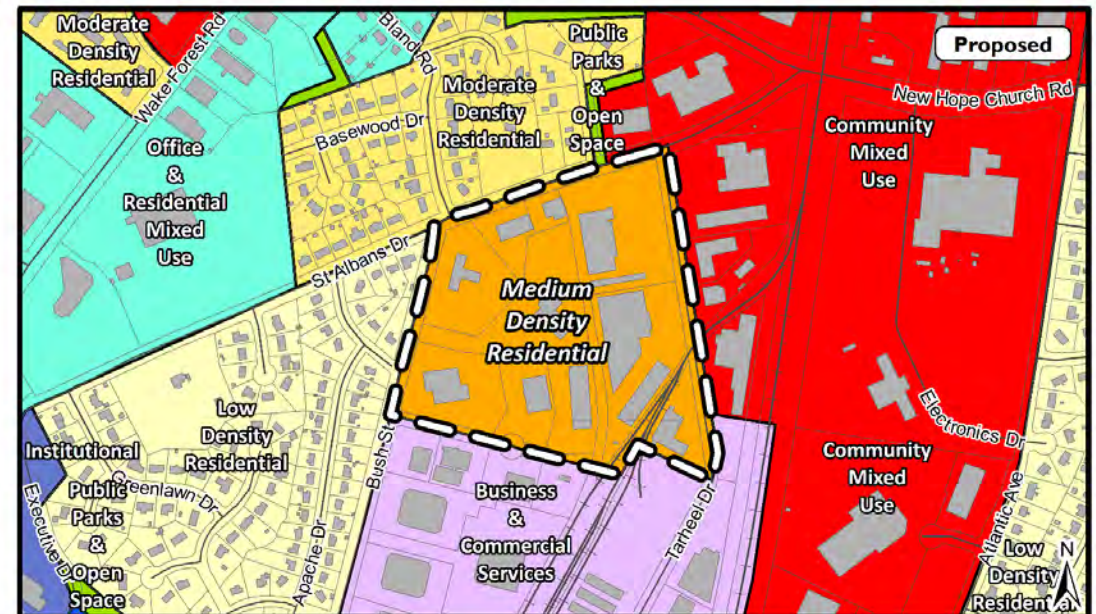 Moderate
Density
Residential
Wake Forest Rd
Bland Rd
Public
Parks
&
Open
Space
Proposed
New Hope Church Rd
Moderate
Density
Residential
Basewood Dr
Office
&
Residential
Mixed
Use
Community
Mixed
Use
St Albans Dr
Medium
Density
Residential
Low
Density
Residential
Electronics Dr
Institutional
Public
Parks
&
Open
Space
Greenlawn Dr
Executive Dr
Apache Dr
Bush St
Business
&
Commercial
Services
Tarheel Dr
Community
Mixed
Use
Atlantic Ave
Low
Density
Residential
N